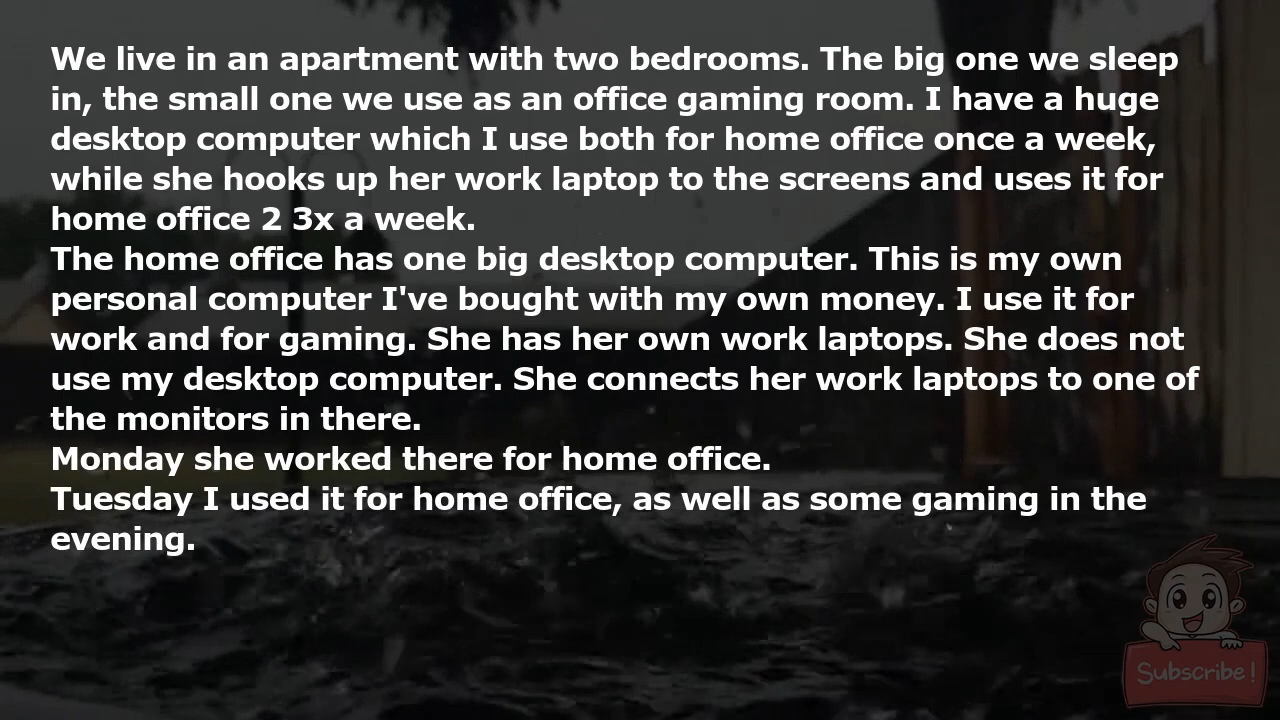 We live in an apartment with two bedrooms. The big one we sleep
in, the small one we use as an office gaming room. I have a huge
desktop computer which I use both for home office once a week,
while she hooks up her work laptop to the screens and uses it for
home office 2 3x a week.
The home office has one big desktop computer. This is my own
personal computer I've bought with my own money. I use it for
work and for gaming. She has her own work laptops. She does not
use my desktop computer. She connects her work laptops to one of
the monitors in there.
Monday she worked there for home office.
Tuesday I used it for home office, as well as some gaming in the
evening.
Subscribe!